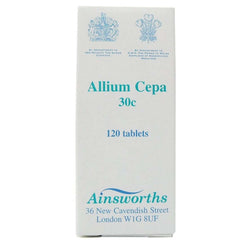 Allium Cepa
30c
120 tablets
Ainsworths
36 New Cavendish Street
London W1G 8UF